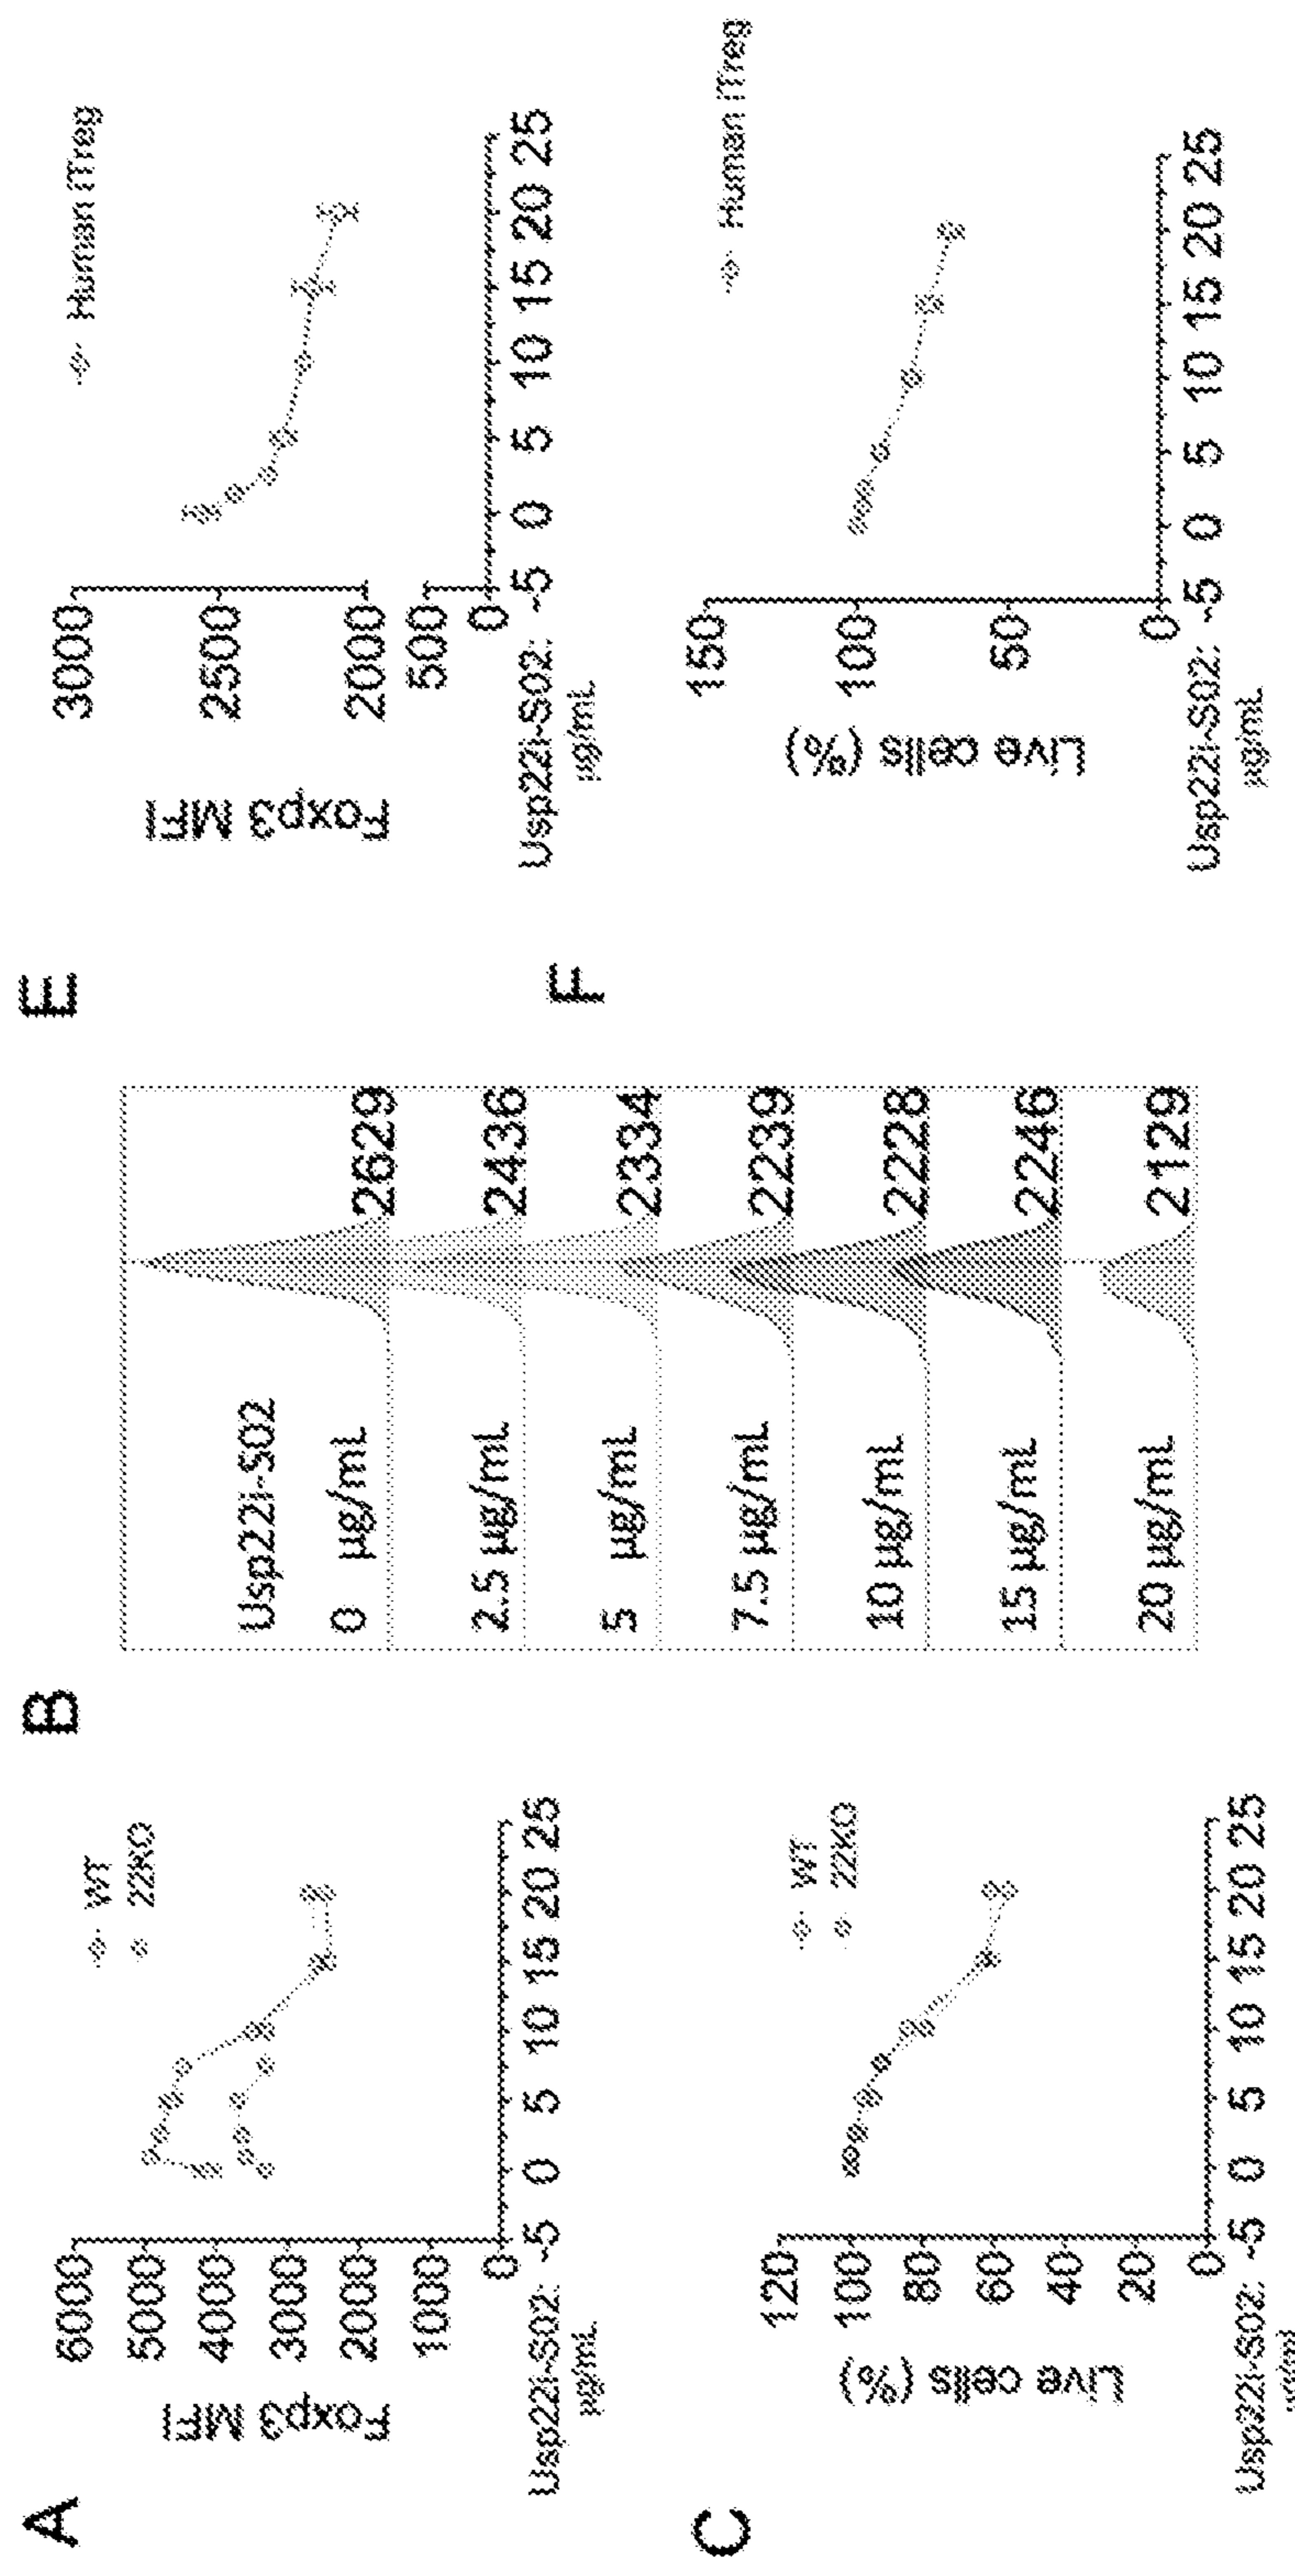 A
Foxp3 MFI
6000
5000
4000
3000
2000
1000
0
WT
22KO
-5 0 5 10 15 20 25
Usp22i-S02:
µg/mL
B
Usp22i-S02
0 µg/mL 2629
2.5 µg/mL 2436
5 µg/mL 2334
7.5 µg/mL 2239
10 µg/mL 2228
15 µg/mL 2246
20 µg/mL 2129
E
Foxp3 MFI
3000
2500
2000
500
0
Human iTreg
-5 0 5 10 15 20 25
Usp22i-S02:
µg/mL
C
Live cells (%)
120
100
80
60
40
20
0
WT
22KO
-5 0 5 10 15 20 25
Usp22i-S02:
F
Live cells (%)
150
100
50
0
Human iTreg
-5 0 5 10 15 20 25
Usp22i-S02:
µg/mL